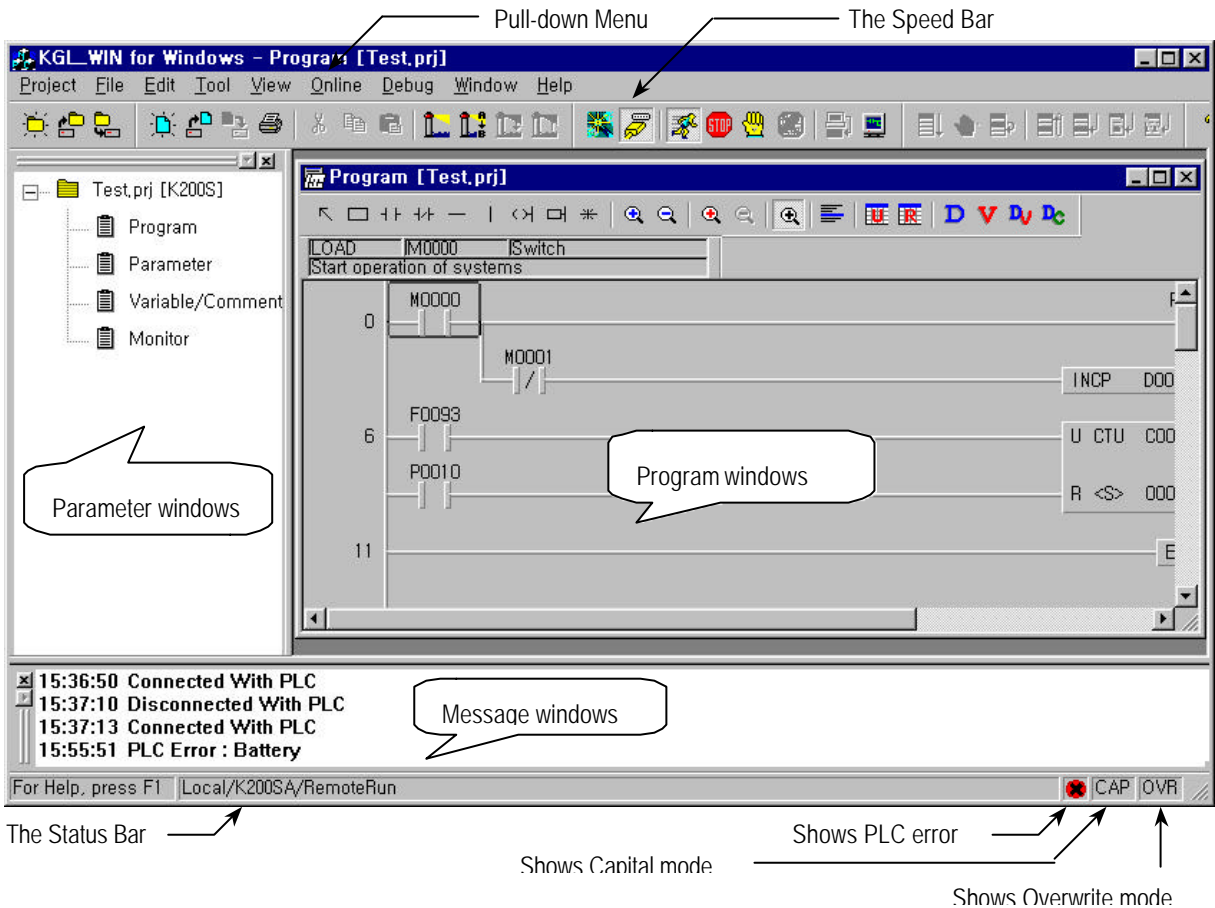 Pull-down Menu
The Speed Bar
KGL_WIN for Windows - Program [Test.prj]
Project File Edit Tool View Online Debug Window Help
STOP
Test.prj [K200S]
Program
Parameter
Variable/Comment
Monitor
Program [Test.prj]
U R D V DV DC
LOAD M0000 Switch
Start operation of systems
M0000
0
M0001
INCP D00
F0093
6
U CTU C00
P0010
R <S> 000
11
E
Parameter windows
Program windows
15:36:50 Connected With PLC
15:37:10 Disconnected With PLC
15:37:13 Connected With PLC
15:55:51 PLC Error : Battery
Message windows
For Help, press F1 Local/K200SA/RemoteRun CAP OVR
The Status Bar
Shows PLC error
Shows Capital mode
Shows Overwrite mode